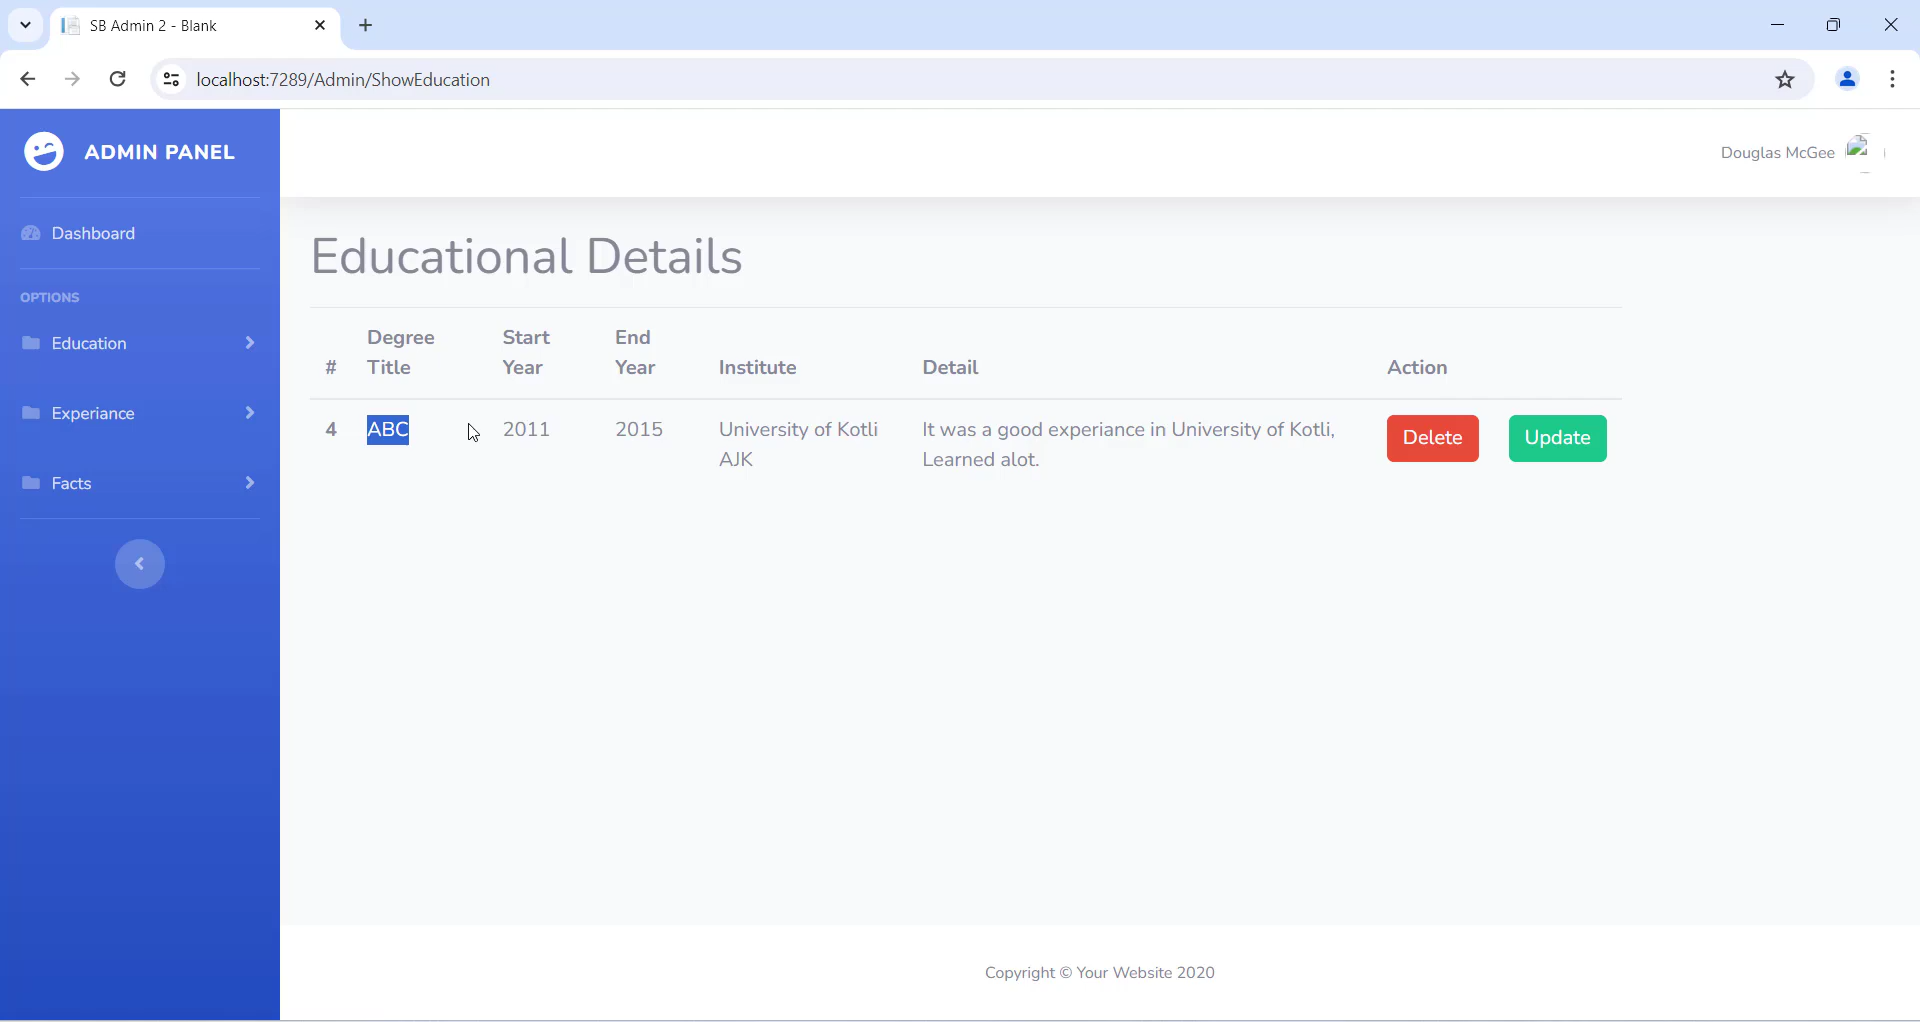 SB Admin 2 - Blank
localhost:7289/Admin/ShowEducation
ADMIN PANEL
Douglas McGee
Dashboard
OPTIONS
Education
Experiance
Facts
Educational Details
# Degree Title Start Year End Year Institute Detail Action
4 ABC 2011 2015 University of Kotli AJK It was a good experiance in University of Kotli, Learned alot. Delete Update
Copyright © Your Website 2020